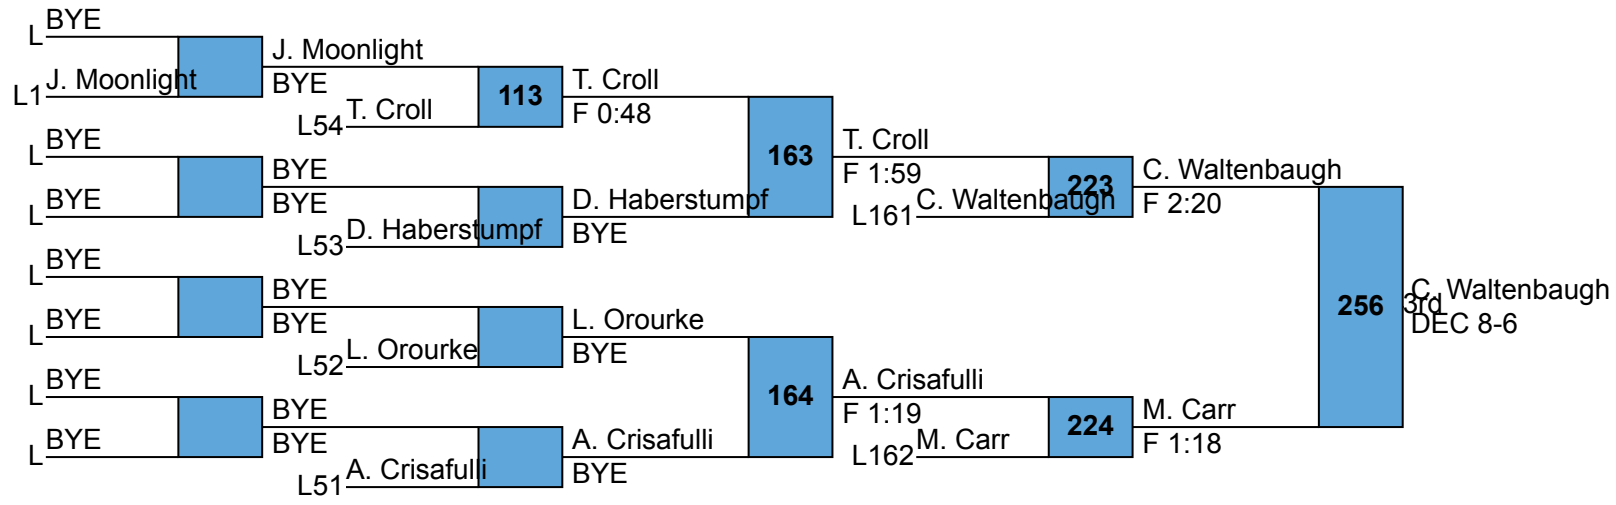 BYE
L
J. Moonlight
L1
J. Moonlight
BYE
T. Croll
L54
113
T. Croll
F 0:48
BYE
L
BYE
L
BYE
BYE
D. Haberstumpf
L53
D. Haberstumpf
BYE
163
T. Croll
F 1:59
C. Waltenbaugh
L161
223
C. Waltenbaugh
F 2:20
BYE
L
BYE
L
BYE
BYE
L. Orourke
L52
L. Orourke
BYE
BYE
L
BYE
L
BYE
BYE
A. Crisafulli
L51
A. Crisafulli
BYE
164
A. Crisafulli
F 1:19
M. Carr
L162
224
M. Carr
F 1:18
256
3rd
C. Waltenbaugh
DEC 8-6